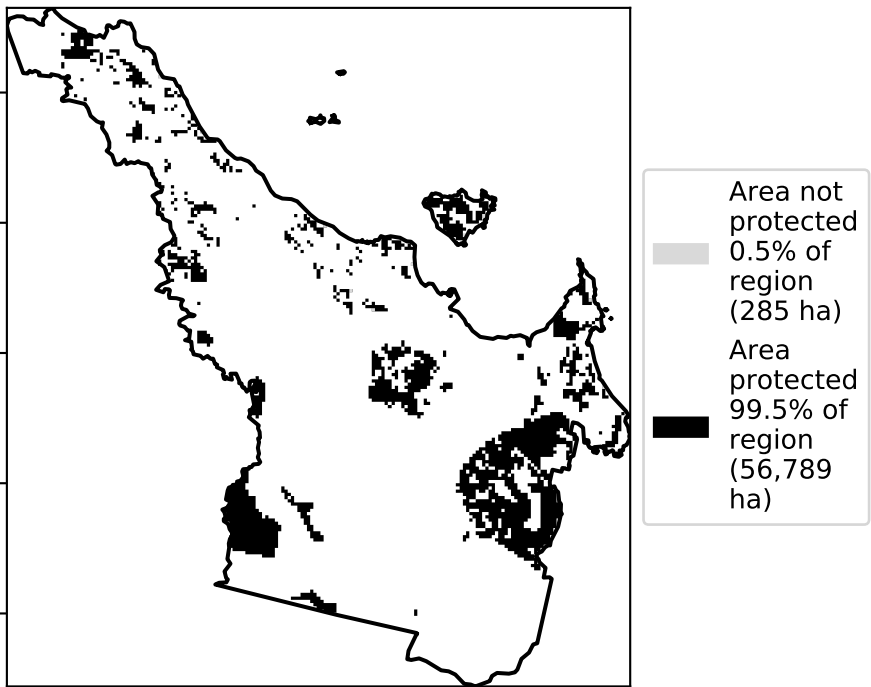 Area not
protected
0.5% of
region
(285 ha)
Area
protected
99.5% of
region
(56,789
ha)